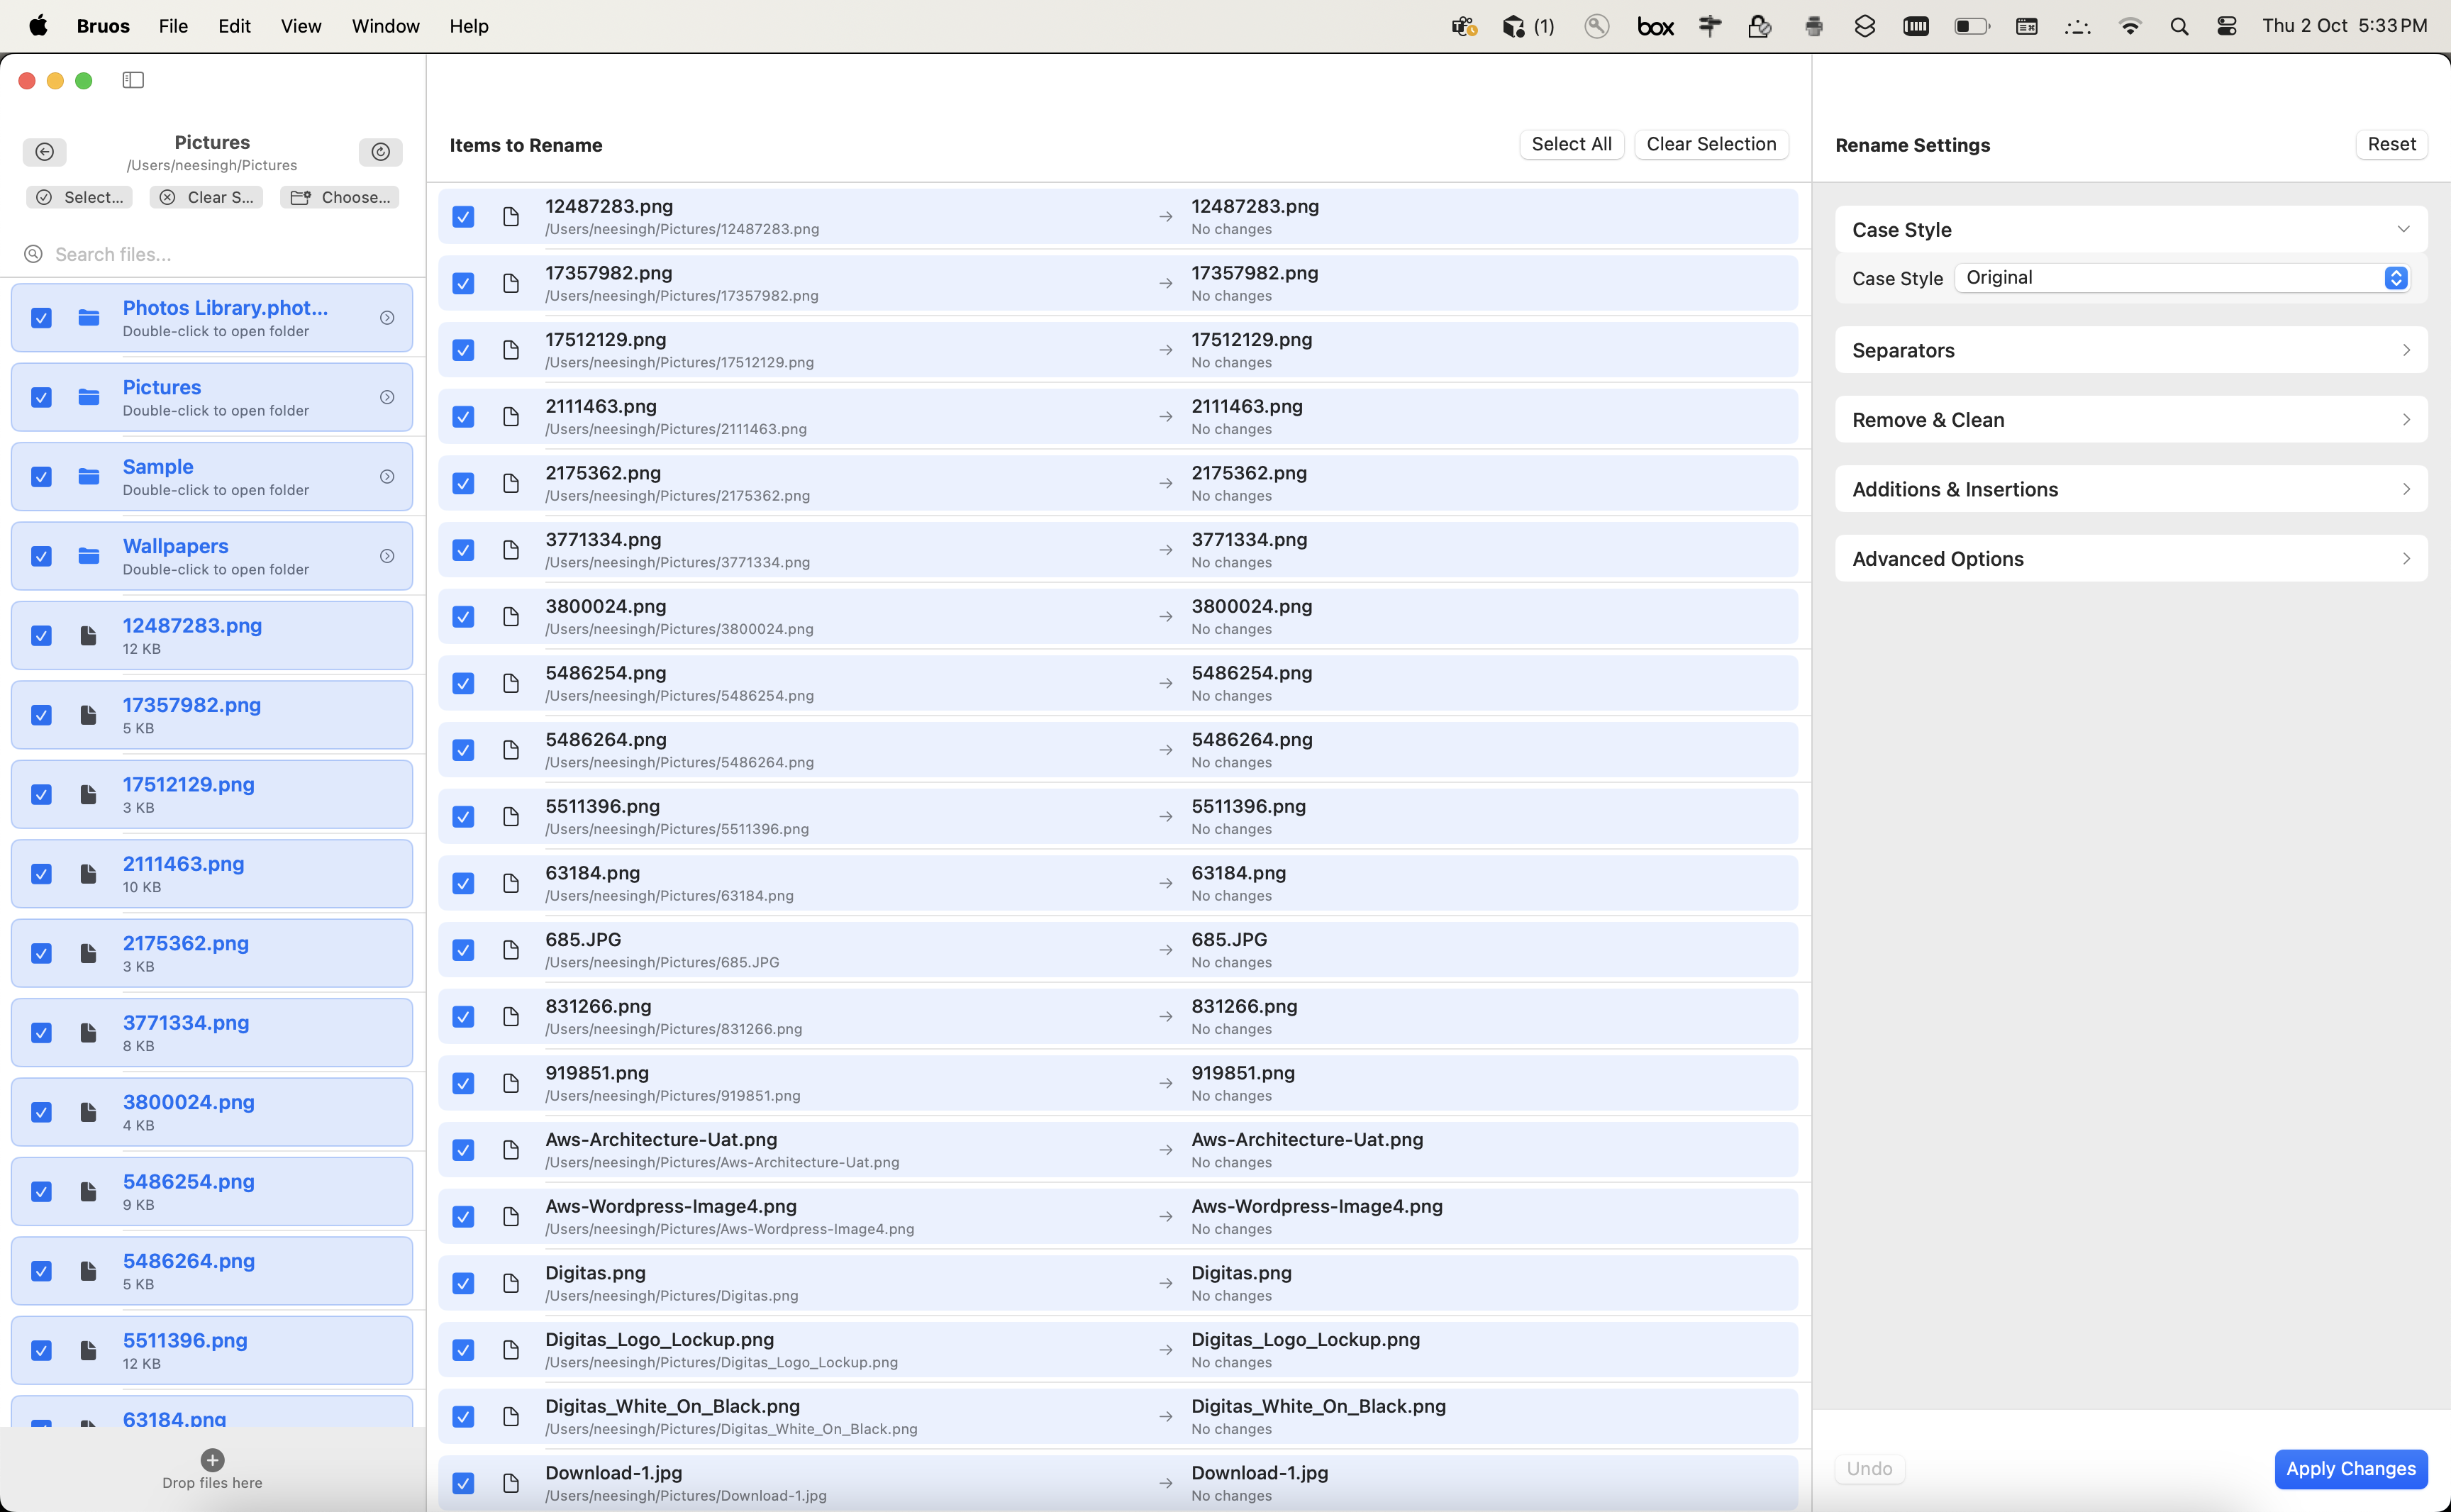 Bruos File Edit View Window Help (1) box Thu 2 Oct 5:33 PM
Pictures
/Users/neesingh/Pictures
Select... Clear S... Choose...
Search files...
Photos Library.phot...
Double-click to open folder
Pictures
Double-click to open folder
Sample
Double-click to open folder
Wallpapers
Double-click to open folder
12487283.png
12 KB
17357982.png
5 KB
17512129.png
3 KB
2111463.png
10 KB
2175362.png
3 KB
3771334.png
8 KB
3800024.png
4 KB
5486254.png
9 KB
5486264.png
5 KB
5511396.png
12 KB
63184.png
Drop files here
Items to Rename Select All Clear Selection
12487283.png 12487283.png
/Users/neesingh/Pictures/12487283.png No changes
17357982.png 17357982.png
/Users/neesingh/Pictures/17357982.png No changes
17512129.png 17512129.png
/Users/neesingh/Pictures/17512129.png No changes
2111463.png 2111463.png
/Users/neesingh/Pictures/2111463.png No changes
2175362.png 2175362.png
/Users/neesingh/Pictures/2175362.png No changes
3771334.png 3771334.png
/Users/neesingh/Pictures/3771334.png No changes
3800024.png 3800024.png
/Users/neesingh/Pictures/3800024.png No changes
5486254.png 5486254.png
/Users/neesingh/Pictures/5486254.png No changes
5486264.png 5486264.png
/Users/neesingh/Pictures/5486264.png No changes
5511396.png 5511396.png
/Users/neesingh/Pictures/5511396.png No changes
63184.png 63184.png
/Users/neesingh/Pictures/63184.png No changes
685.JPG 685.JPG
/Users/neesingh/Pictures/685.JPG No changes
831266.png 831266.png
/Users/neesingh/Pictures/831266.png No changes
919851.png 919851.png
/Users/neesingh/Pictures/919851.png No changes
Aws-Architecture-Uat.png Aws-Architecture-Uat.png
/Users/neesingh/Pictures/Aws-Architecture-Uat.png No changes
Aws-Wordpress-Image4.png Aws-Wordpress-Image4.png
/Users/neesingh/Pictures/Aws-Wordpress-Image4.png No changes
Digitas.png Digitas.png
/Users/neesingh/Pictures/Digitas.png No changes
Digitas_Logo_Lockup.png Digitas_Logo_Lockup.png
/Users/neesingh/Pictures/Digitas_Logo_Lockup.png No changes
Digitas_White_On_Black.png Digitas_White_On_Black.png
/Users/neesingh/Pictures/Digitas_White_On_Black.png No changes
Download-1.jpg Download-1.jpg
/Users/neesingh/Pictures/Download-1.jpg No changes
Rename Settings Reset
Case Style
Case Style Original
Separators
Remove & Clean
Additions & Insertions
Advanced Options
Undo Apply Changes